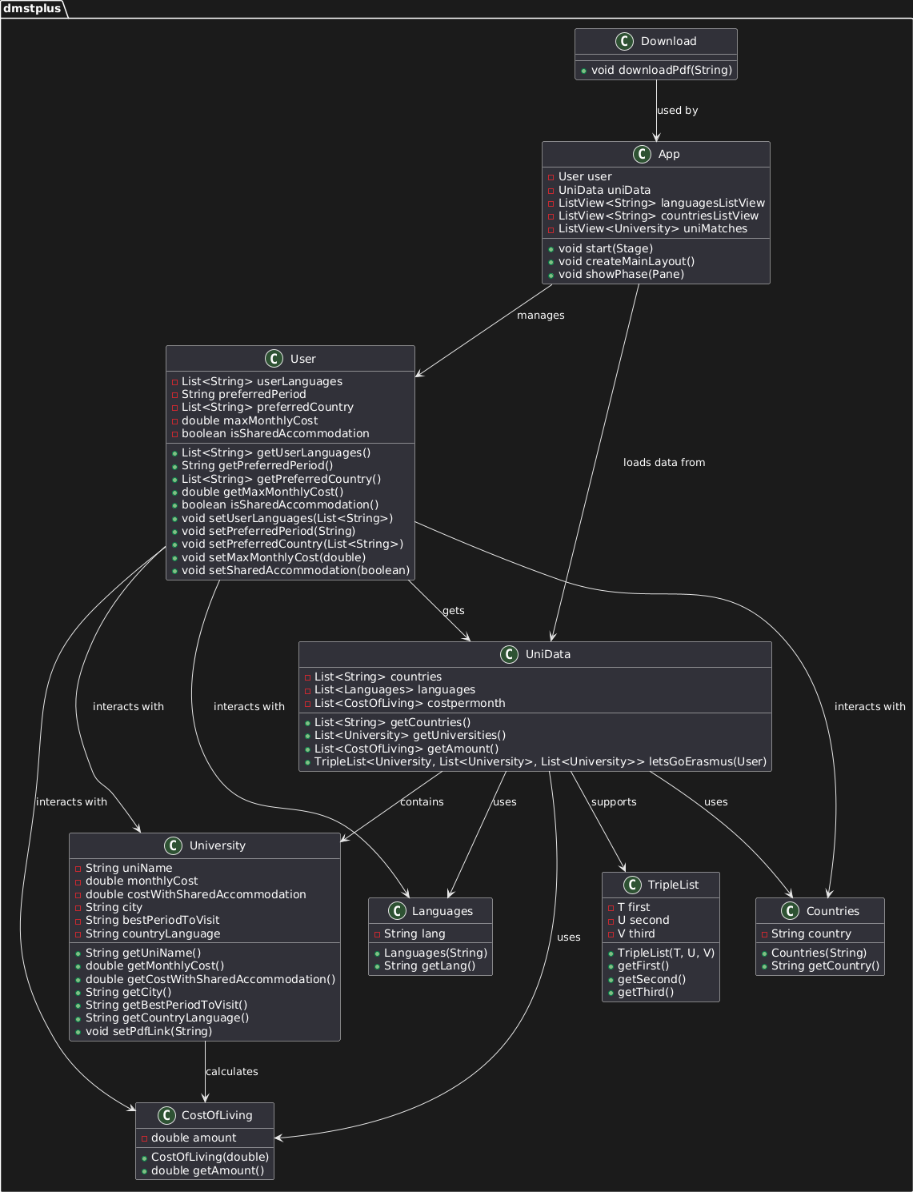 dmstplus
C Download
void downloadPdf(String)
used by
C App
User user
UniData uniData
ListView<String> languagesListView
ListView<String> countriesListView
ListView<University> uniMatches
void start(Stage)
void createMainLayout()
void showPhase(Pane)
manages
loads data from
C User
List<String> userLanguages
String preferredPeriod
List<String> preferredCountry
double maxMonthlyCost
boolean isSharedAccommodation
List<String> getUserLanguages()
String getPreferredPeriod()
List<String> getPreferredCountry()
double getMaxMonthlyCost()
boolean isSharedAccommodation()
void setUserLanguages(List<String>)
void setPreferredPeriod(String)
void setPreferredCountry(List<String>)
void setMaxMonthlyCost(double)
void setSharedAccommodation(boolean)
gets
C UniData
List<String> countries
List<Languages> languages
List<CostOfLiving> costpermonth
List<String> getCountries()
List<University> getUniversities()
List<CostOfLiving> getAmount()
TripleList<University, List<University>, List<University>> letsGoErasmus(User)
interacts with
interacts with
interacts with
interacts with
contains
uses
supports
uses
C University
String uniName
double monthlyCost
double costWithSharedAccommodation
String city
String bestPeriodToVisit
String countryLanguage
String getUniName()
double getMonthlyCost()
double getCostWithSharedAccommodation()
String getCity()
String getBestPeriodToVisit()
String getCountryLanguage()
void setPdfLink(String)
C Languages
String lang
Languages(String)
String getLang()
uses
C TripleList
T first
U second
V third
TripleList(T, U, V)
getFirst()
getSecond()
getThird()
C Countries
String country
Countries(String)
String getCountry()
calculates
C CostOfLiving
double amount
CostOfLiving(double)
double getAmount()